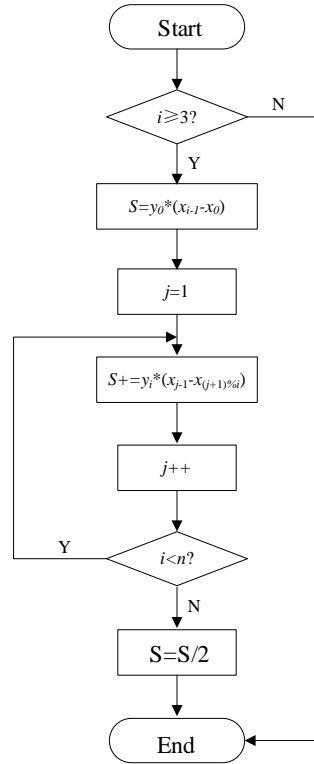 Start
i≥3?
N
Y
S=y₀*(xᵢ₋₁-x₀)
j=1
S+=yᵢ*(xⱼ₋₁-x₍ⱼ₊₁₎%ᵢ)
j++
Y
i<n?
N
S=S/2
End